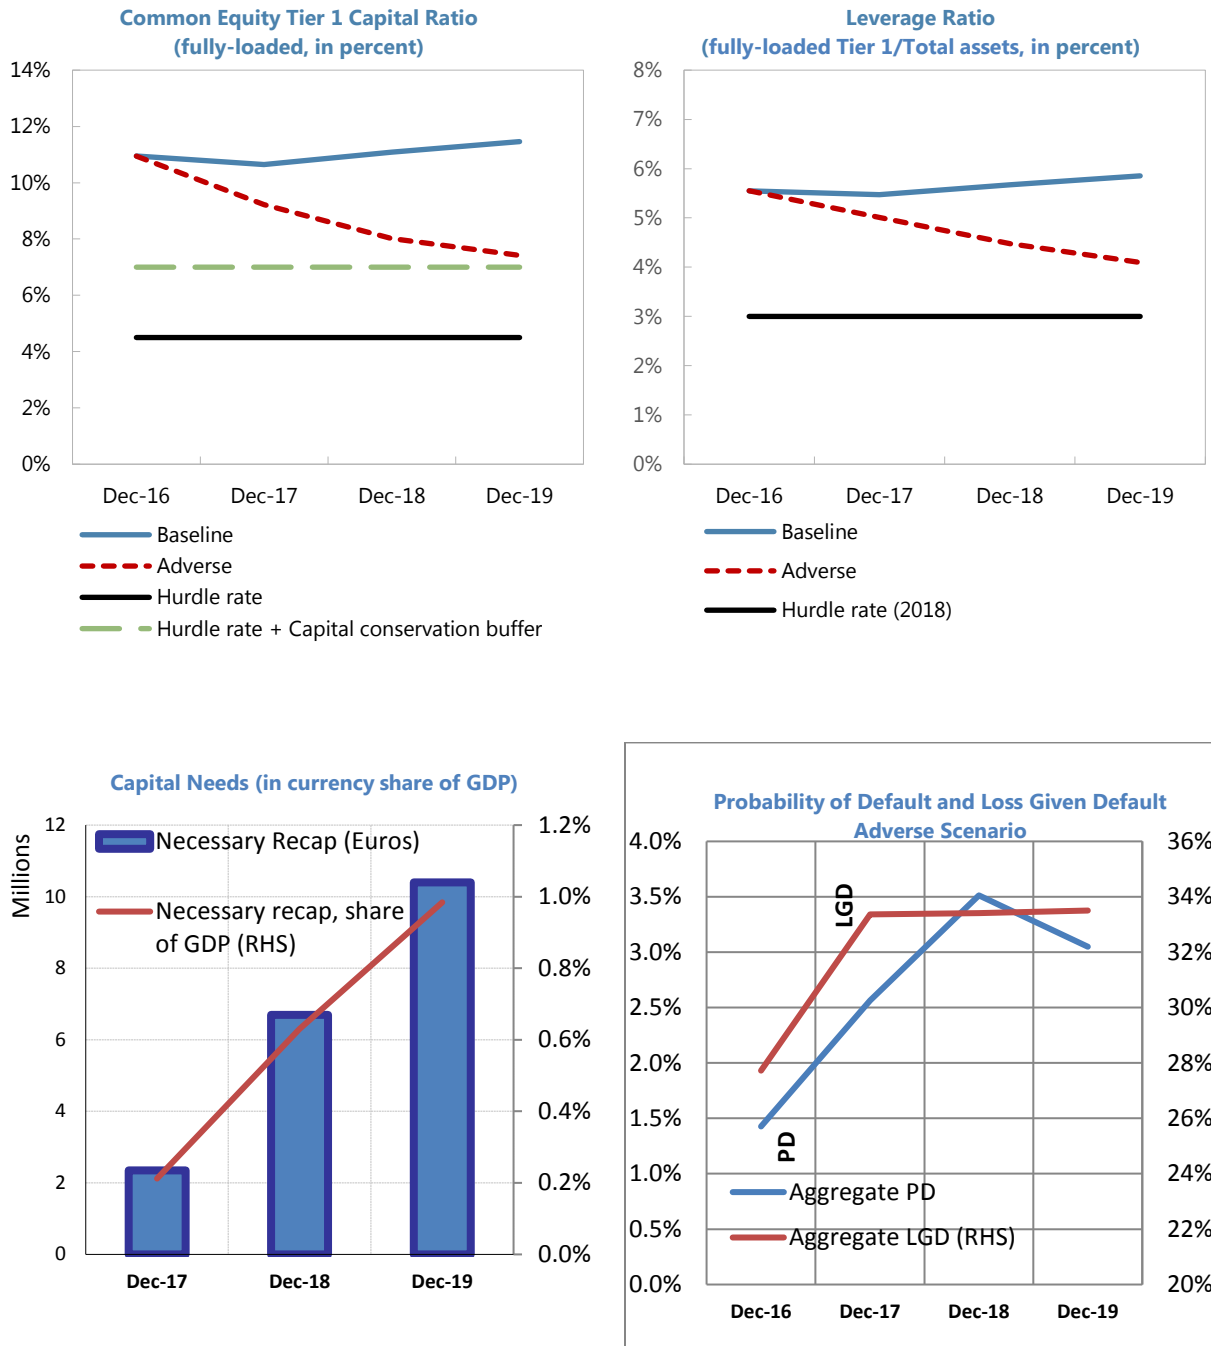 Common Equity Tier 1 Capital Ratio
(fully-loaded, in percent)
14%
12%
10%
8%
6%
4%
2%
0%
Dec-16 Dec-17 Dec-18 Dec-19
Baseline
Adverse
Hurdle rate
Hurdle rate + Capital conservation buffer
Leverage Ratio
(fully-loaded Tier 1/Total assets, in percent)
8%
7%
6%
5%
4%
3%
2%
1%
0%
Dec-16 Dec-17 Dec-18 Dec-19
Baseline
Adverse
Hurdle rate (2018)
Capital Needs (in currency share of GDP)
Millions
12
10
8
6
4
2
0
Necessary Recap (Euros)
Necessary recap, share
of GDP (RHS)
1.2%
1.0%
0.8%
0.6%
0.4%
0.2%
0.0%
Dec-17 Dec-18 Dec-19
Probability of Default and Loss Given Default
Adverse Scenario
4.0%
3.5%
3.0%
2.5%
2.0%
1.5%
1.0%
0.5%
0.0%
LGD
PD
Aggregate PD
Aggregate LGD (RHS)
36%
34%
32%
30%
28%
26%
24%
22%
20%
Dec-16 Dec-17 Dec-18 Dec-19